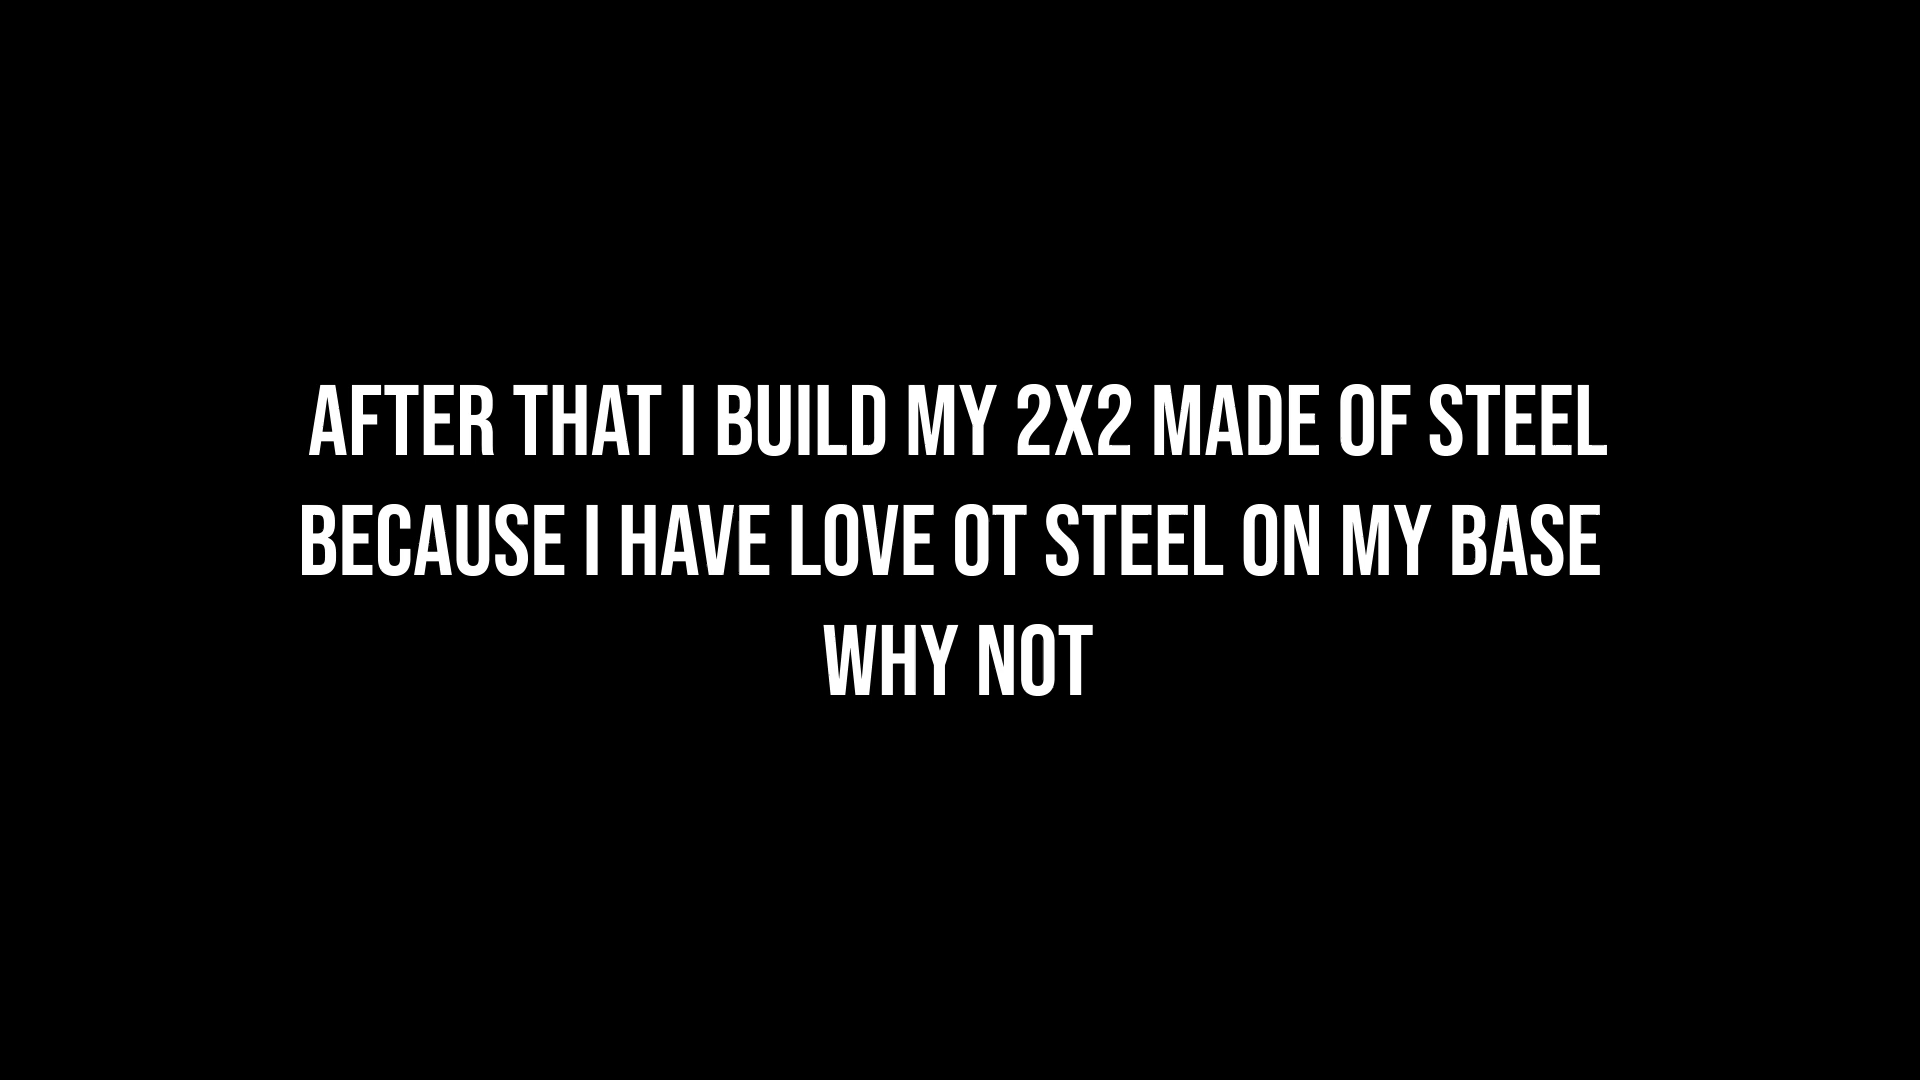 AFTER THAT I BUILD MY 2X2 MADE OF STEEL
BECAUSE I HAVE LOVE OT STEEL ON MY BASE
WHY NOT